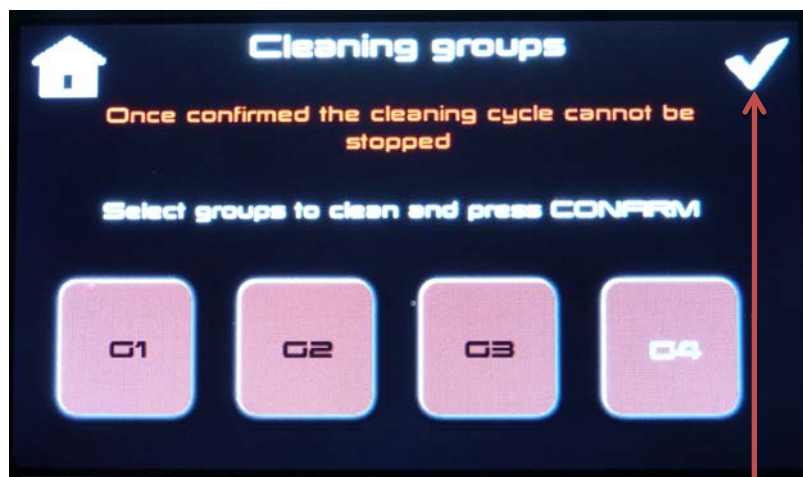 Cleaning groups
Once confirmed the cleaning cycle cannot be
stopped
Select groups to clean and press CONFIRM
G1 G2 G3 G4